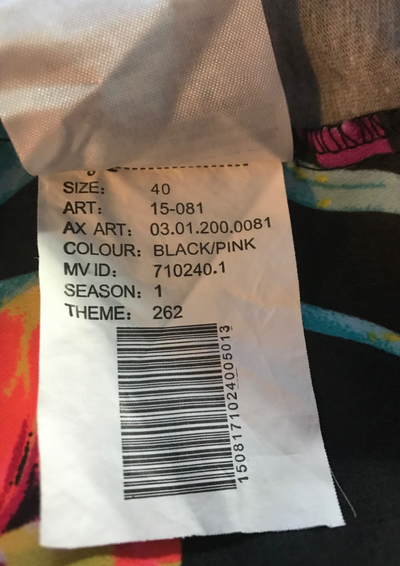 SIZE: 40
ART: 15-081
AX ART: 03.01.200.0081
COLOUR: BLACK/PINK
MV ID: 710240.1
SEASON: 1
THEME: 262
1508171024005013